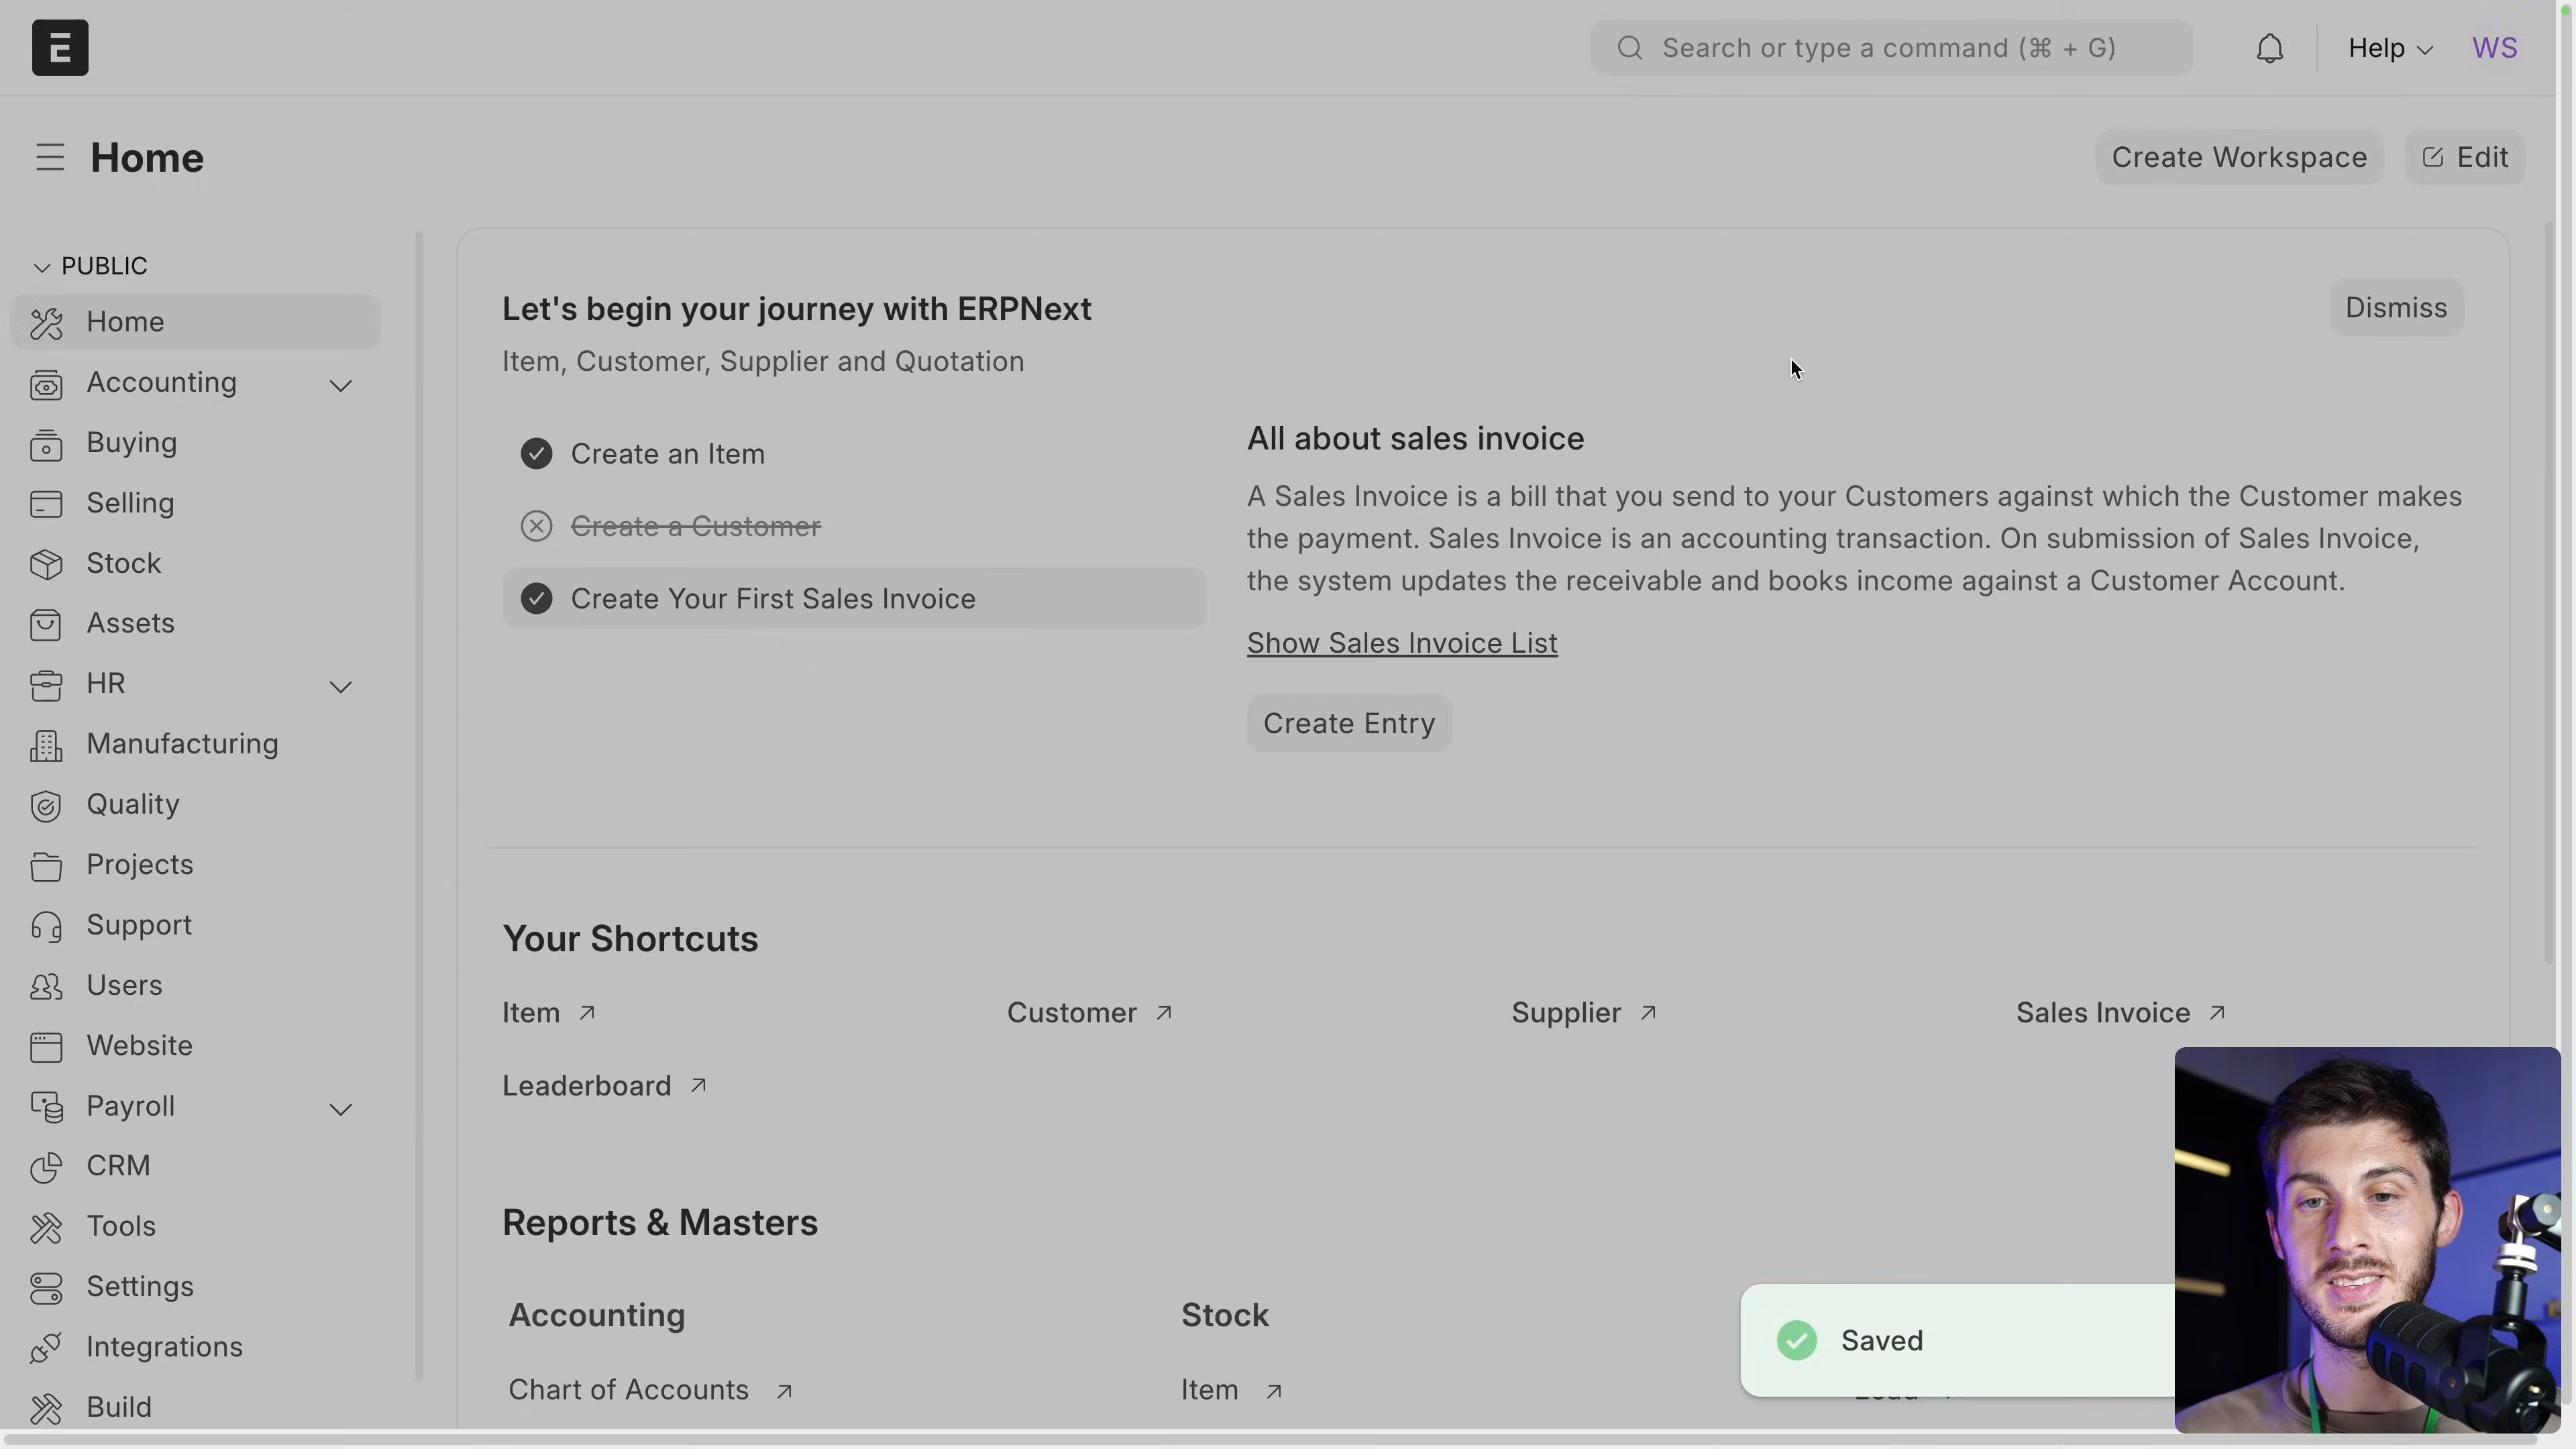 E
Search or type a command (⌘ + G)
Help
WS
Home
Create Workspace
Edit
PUBLIC
Home
Accounting
Buying
Selling
Stock
Assets
HR
Manufacturing
Quality
Projects
Support
Users
Website
Payroll
CRM
Tools
Settings
Integrations
Build
Let's begin your journey with ERPNext
Dismiss
Item, Customer, Supplier and Quotation
Create an Item
Create a Customer
Create Your First Sales Invoice
All about sales invoice
A Sales Invoice is a bill that you send to your Customers against which the Customer makes
the payment. Sales Invoice is an accounting transaction. On submission of Sales Invoice,
the system updates the receivable and books income against a Customer Account.
Show Sales Invoice List
Create Entry
Your Shortcuts
Item
Customer
Supplier
Sales Invoice
Leaderboard
Reports & Masters
Accounting
Stock
Chart of Accounts
Item
Saved